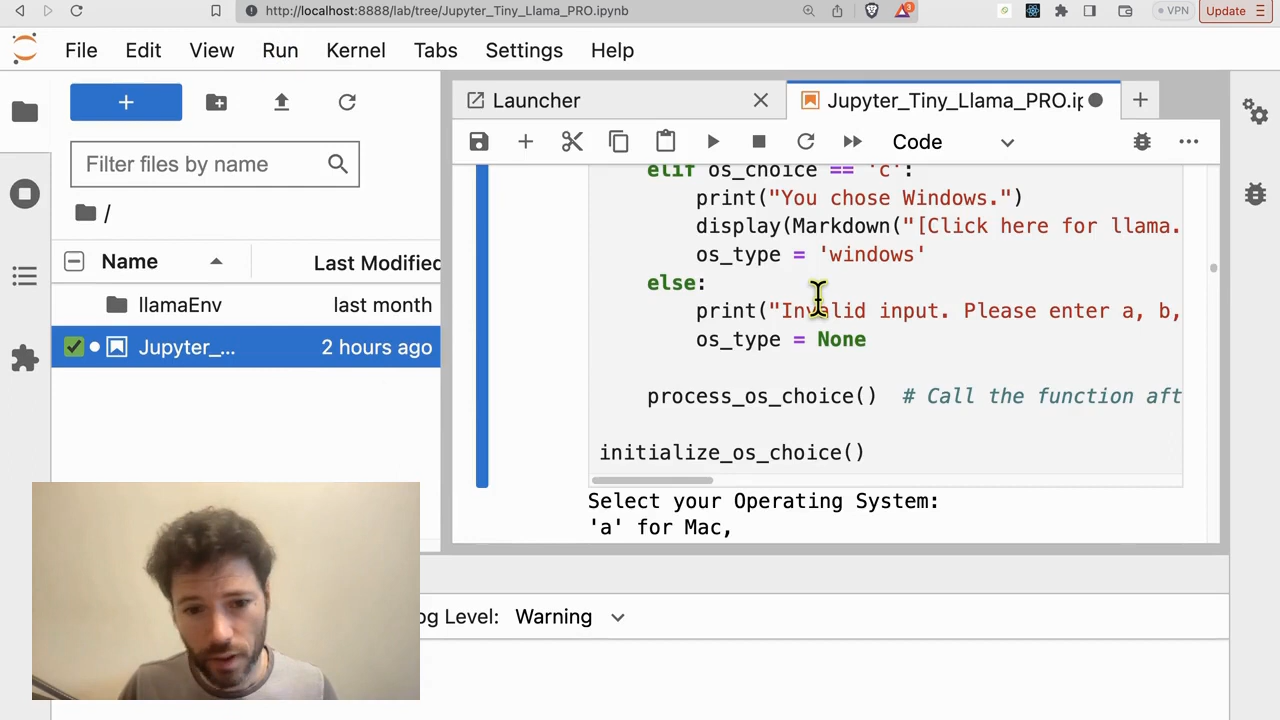 http://localhost:8888/lab/tree/Jupyter_Tiny_Llama_PRO.ipynb
3
VPN
Update
File Edit View Run Kernel Tabs Settings Help
+
Launcher
Jupyter_Tiny_Llama_PRO.ip
Code
Filter files by name
/
Name
Last Modified
llamaEnv
last month
Jupyter_...
2 hours ago
elif os_choice == 'c':
print("You chose Windows.")
display(Markdown("[Click here for llama.
os_type = 'windows'
else:
print("Invalid input. Please enter a, b,
os_type = None
process_os_choice() # Call the function aft
initialize_os_choice()
Select your Operating System:
'a' for Mac,
og Level: Warning